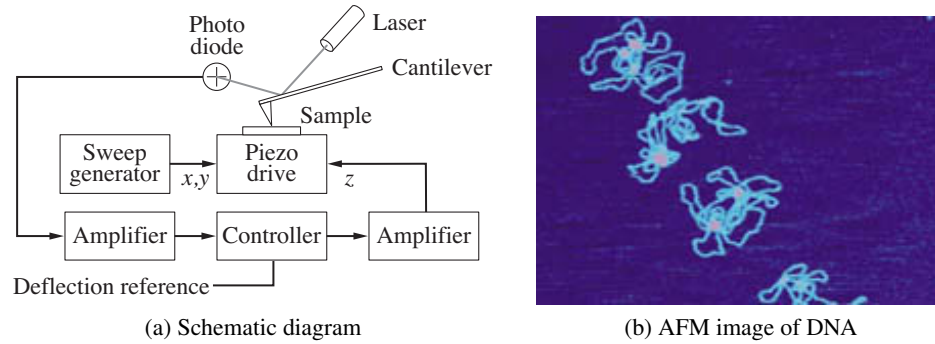 Photo
diode
Laser
Cantilever
Sample
Sweep
generator
x,y
Piezo
drive
z
Amplifier
Controller
Amplifier
Deflection reference
(a) Schematic diagram
(b) AFM image of DNA